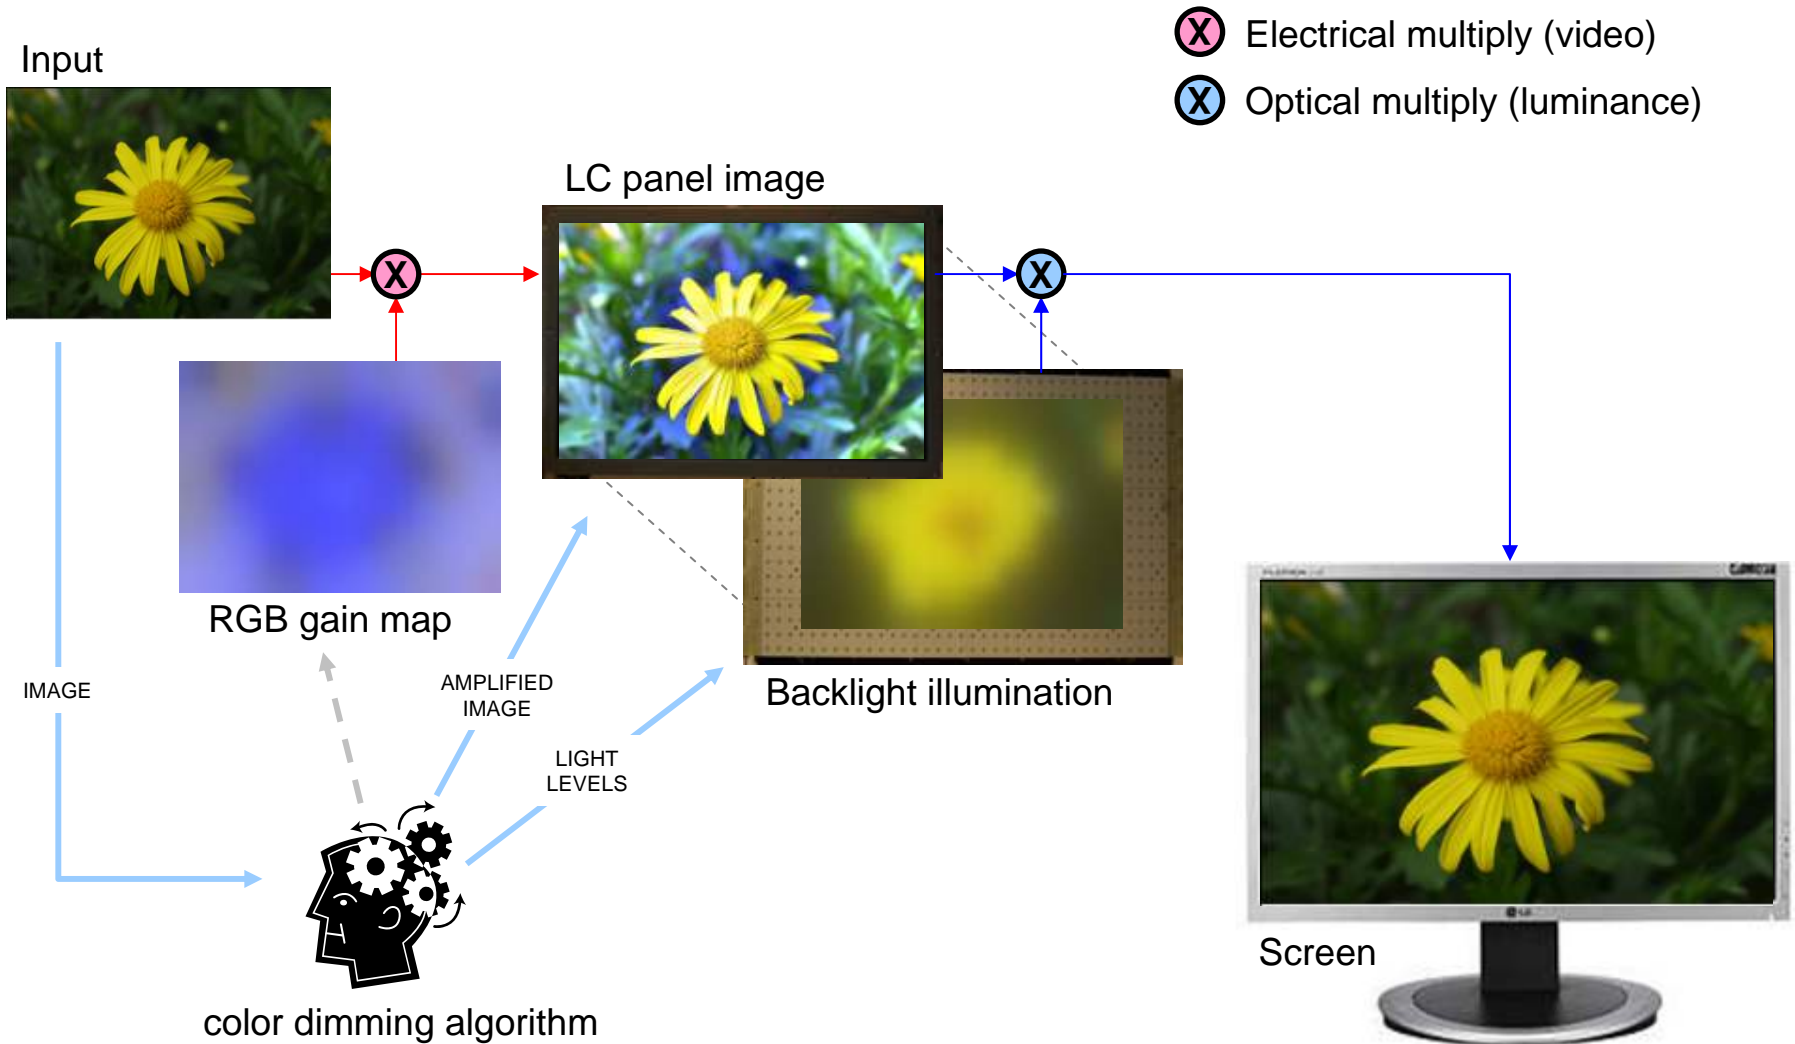 X Electrical multiply (video)
X Optical multiply (luminance)
Input
LC panel image
X
X
RGB gain map
IMAGE
AMPLIFIED
IMAGE
Backlight illumination
LIGHT
LEVELS
LG
Screen
color dimming algorithm